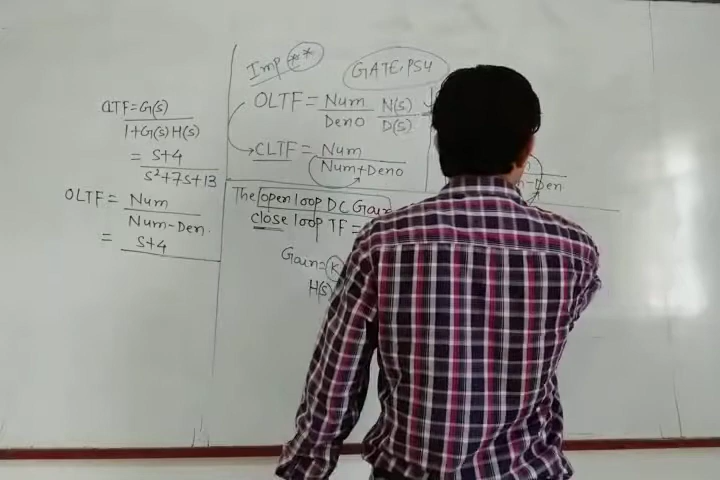 CLTF = G(s)
1+G(s)H(s)
= s+4
s²+7s+13
OLTF = Num
Num-Den.
= s+4
Imp **
GATE, PSU
OLTF = Num N(s)
Deno D(s)
CLTF = Num
Num+Deno
The open loop DC Gain
close loop TF =
Gain = K
H(s)
-Den